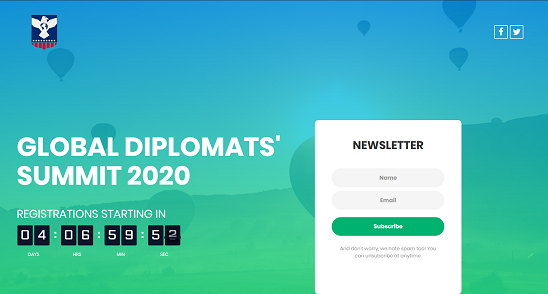 GLOBAL DIPLOMATS'
SUMMIT 2020
REGISTRATIONS STARTING IN
04 : 06 : 59 : 52
DAYS HRS MIN SEC
NEWSLETTER
Name
Email
Subscribe
And don't worry, we hate spam too! You
can unsubscribe at anytime.